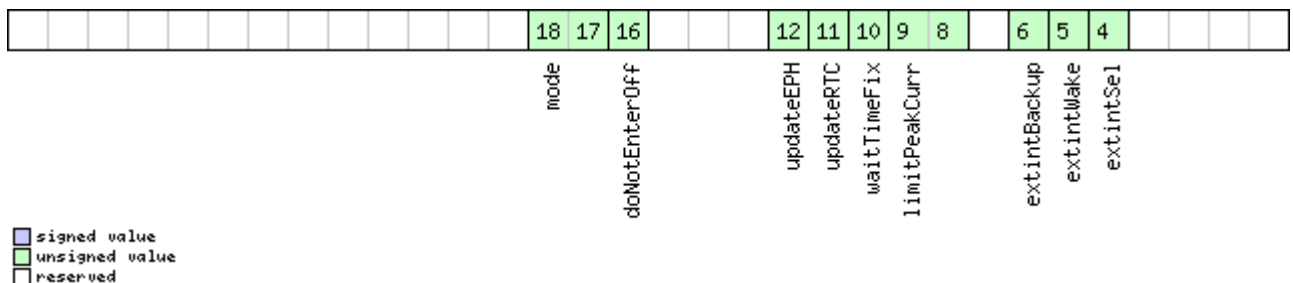 18 17 16 12 11 10 9 8 6 5 4
mode
doNotEnterOff
updateEPH
updateRTC
waitTimeFix
limitPeakCurr
extintBackup
extintWake
extintSel
signed value
unsigned value
reserved